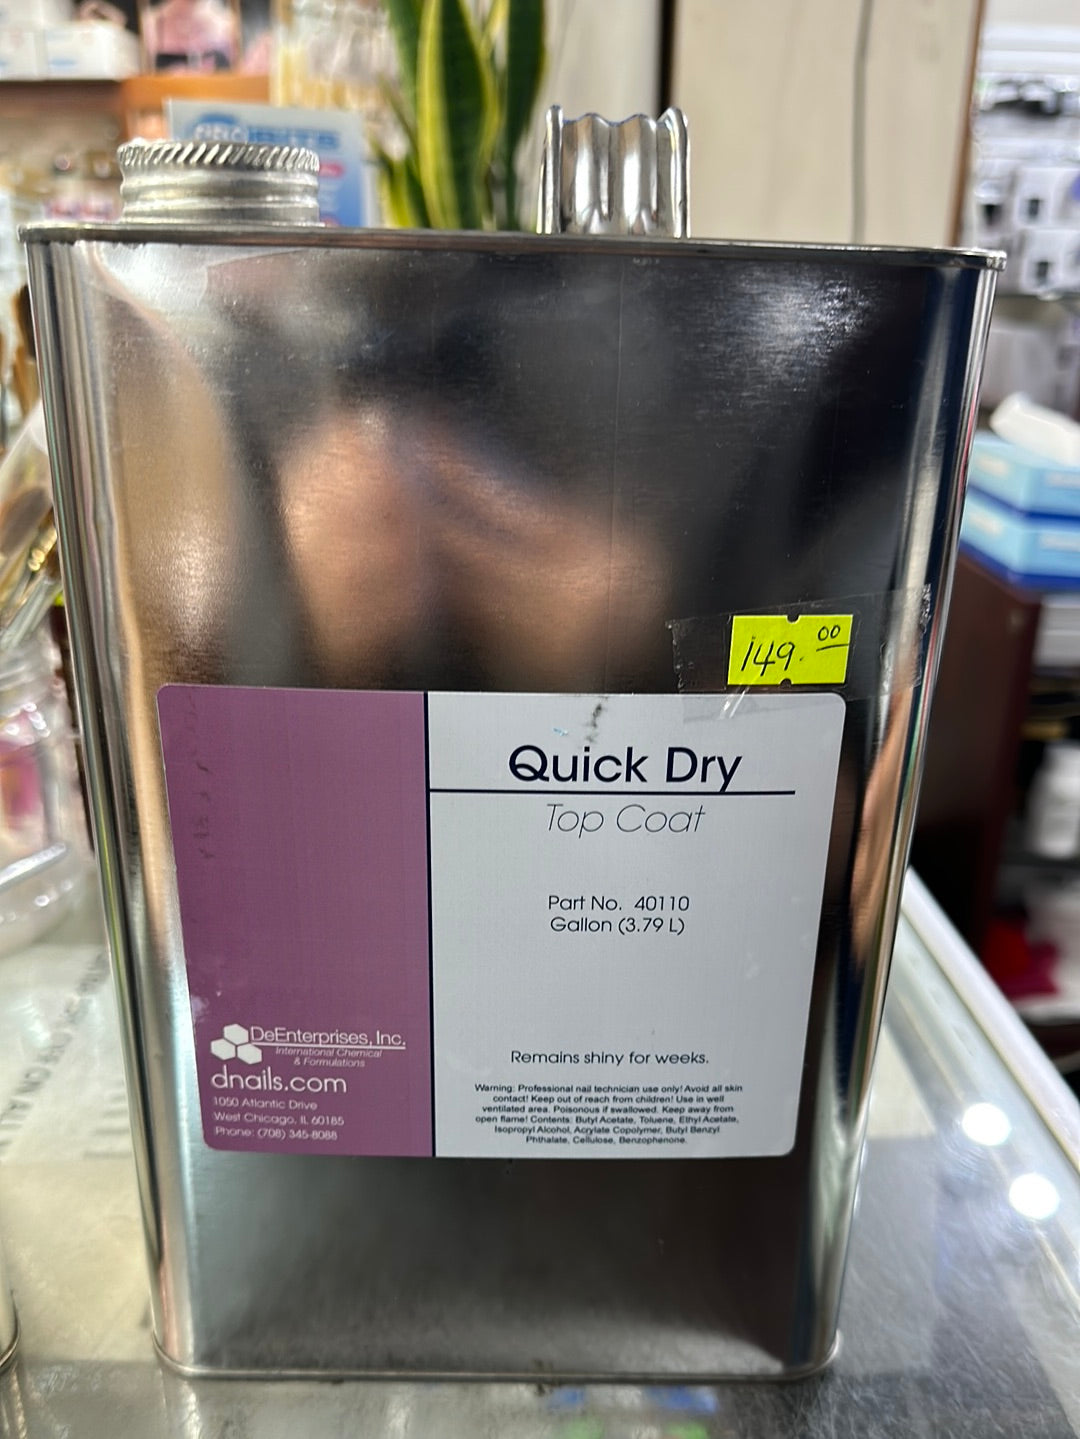 149.00
Quick Dry
Top Coat
Part No. 40110
Gallon (3.79 L)
Remains shiny for weeks.
Warning: Professional nail technician use only! Avoid all skin
contact! Keep out of reach from children! Use in well
ventilated area. Poisonous if swallowed. Keep away from
open flame! Contents: Butyl Acetate, Toluene, Ethyl Acetate,
Isopropyl Alcohol, Acrylate Copolymer, Butyl Benzyl
Phthalate, Cellulose, Benzophenone.
DeEnterprises, Inc.
International Chemical
& Formulations
dnails.com
1050 Atlantic Drive
West Chicago, IL 60185
Phone: (708) 345-8088